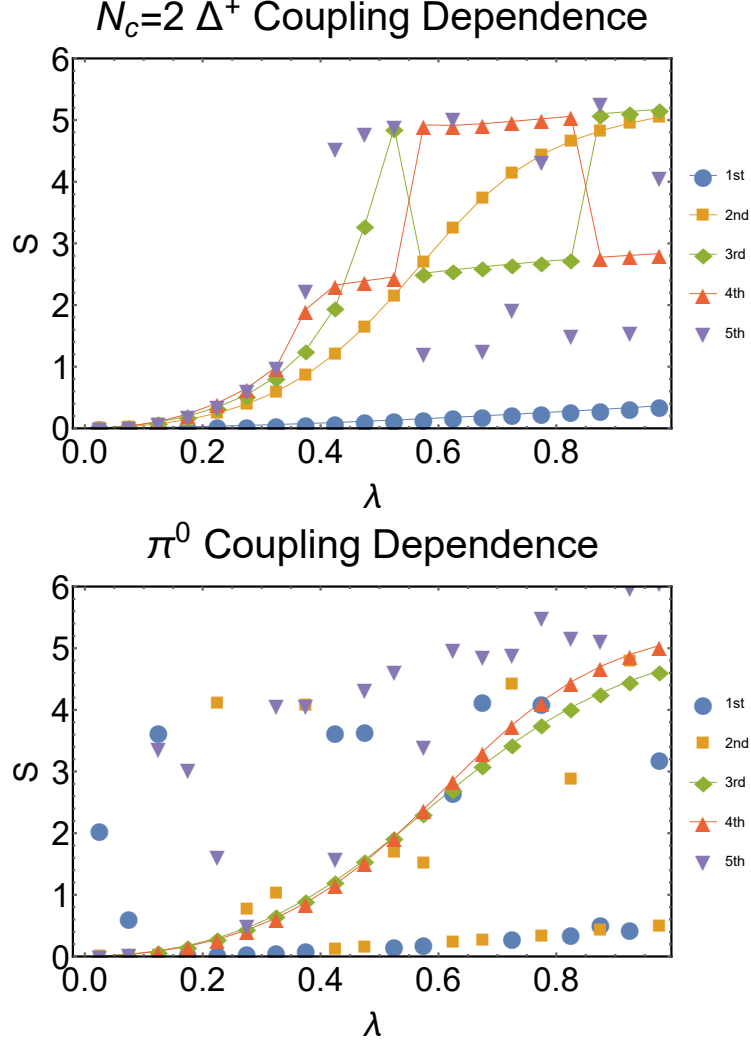 N_c=2 Δ⁺ Coupling Dependence
6
5
4
3
2
1
0
S
0.0 0.2 0.4 0.6 0.8
λ
1st
2nd
3rd
4th
5th
π⁰ Coupling Dependence
6
5
4
3
2
1
0
S
0.0 0.2 0.4 0.6 0.8
λ
1st
2nd
3rd
4th
5th